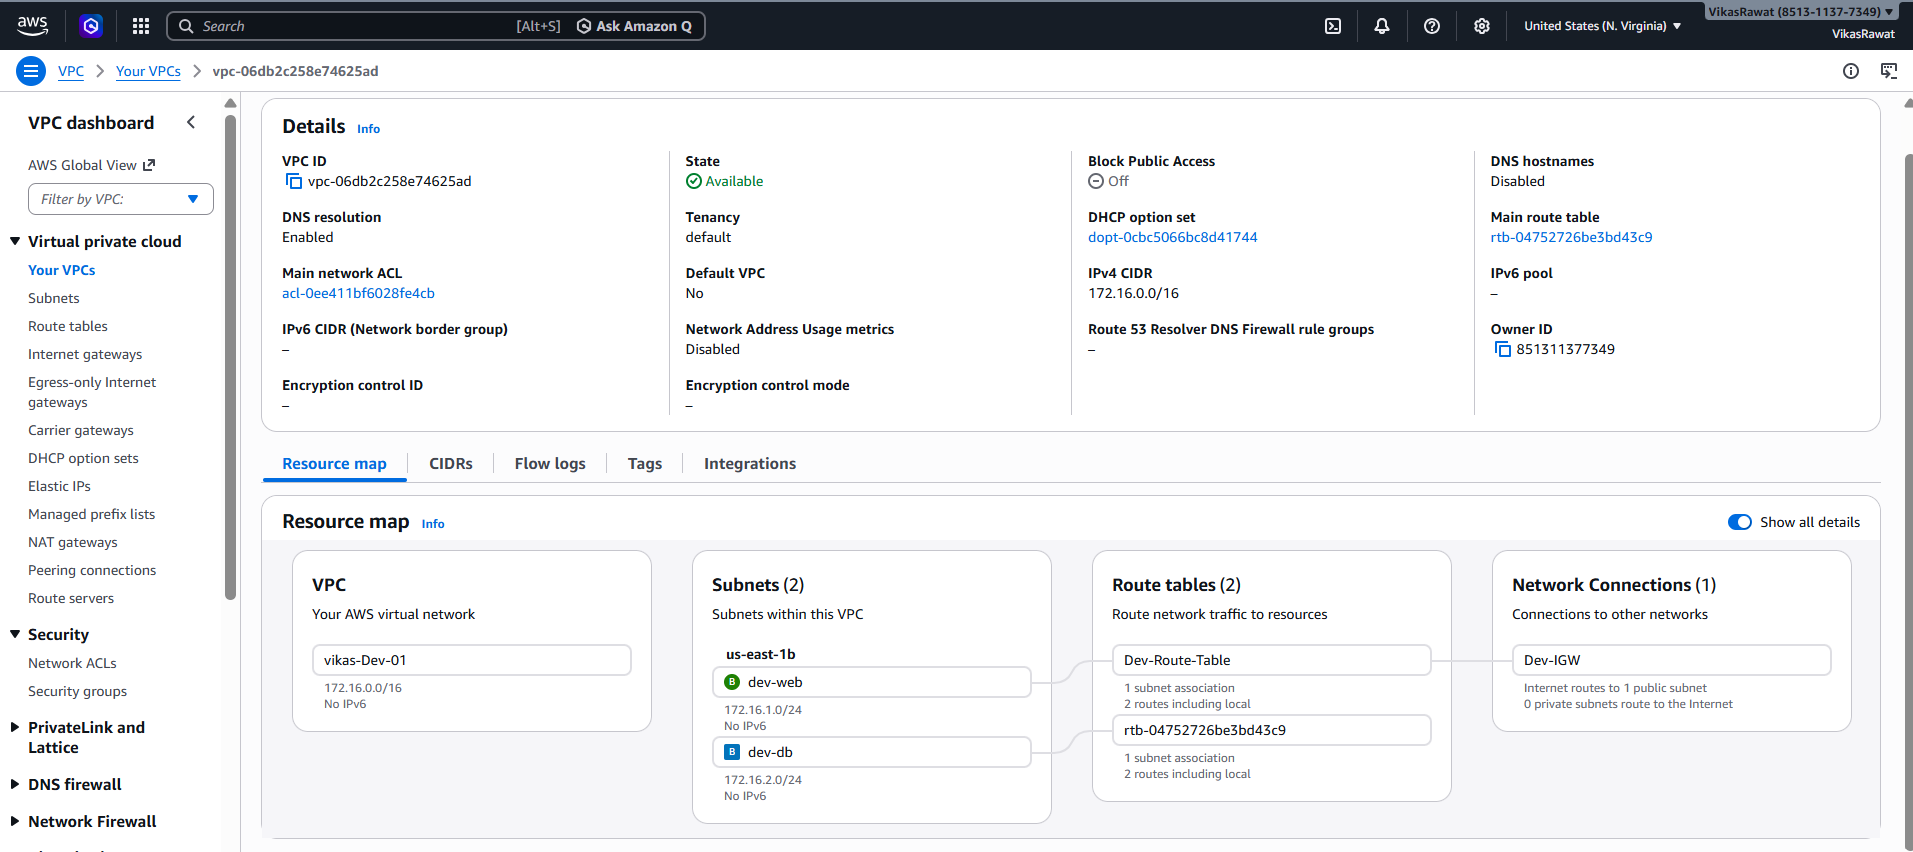 aws
Search [Alt+S] Ask Amazon Q
United States (N. Virginia)
VikasRawat (8513-1137-7349)
VikasRawat
VPC
Your VPCs
vpc-06db2c258e74625ad
VPC dashboard
AWS Global View
Filter by VPC:
Virtual private cloud
Your VPCs
Subnets
Route tables
Internet gateways
Egress-only Internet
gateways
Carrier gateways
DHCP option sets
Elastic IPs
Managed prefix lists
NAT gateways
Peering connections
Route servers
Security
Network ACLs
Security groups
PrivateLink and
Lattice
DNS firewall
Network Firewall
Details Info
VPC ID
vpc-06db2c258e74625ad
State
Available
Block Public Access
Off
DNS hostnames
Disabled
DNS resolution
Enabled
Tenancy
default
DHCP option set
dopt-0cbc5066bc8d41744
Main route table
rtb-04752726be3bd43c9
Main network ACL
acl-0ee411bf6028fe4cb
Default VPC
No
IPv4 CIDR
172.16.0.0/16
IPv6 pool
–
IPv6 CIDR (Network border group)
–
Network Address Usage metrics
Disabled
Route 53 Resolver DNS Firewall rule groups
–
Owner ID
851311377349
Encryption control ID
–
Encryption control mode
–
Resource map
CIDRs
Flow logs
Tags
Integrations
Resource map Info
Show all details
VPC
Your AWS virtual network
vikas-Dev-01
172.16.0.0/16
No IPv6
Subnets (2)
Subnets within this VPC
us-east-1b
B dev-web
172.16.1.0/24
No IPv6
B dev-db
172.16.2.0/24
No IPv6
Route tables (2)
Route network traffic to resources
Dev-Route-Table
1 subnet association
2 routes including local
rtb-04752726be3bd43c9
1 subnet association
2 routes including local
Network Connections (1)
Connections to other networks
Dev-IGW
Internet routes to 1 public subnet
0 private subnets route to the Internet